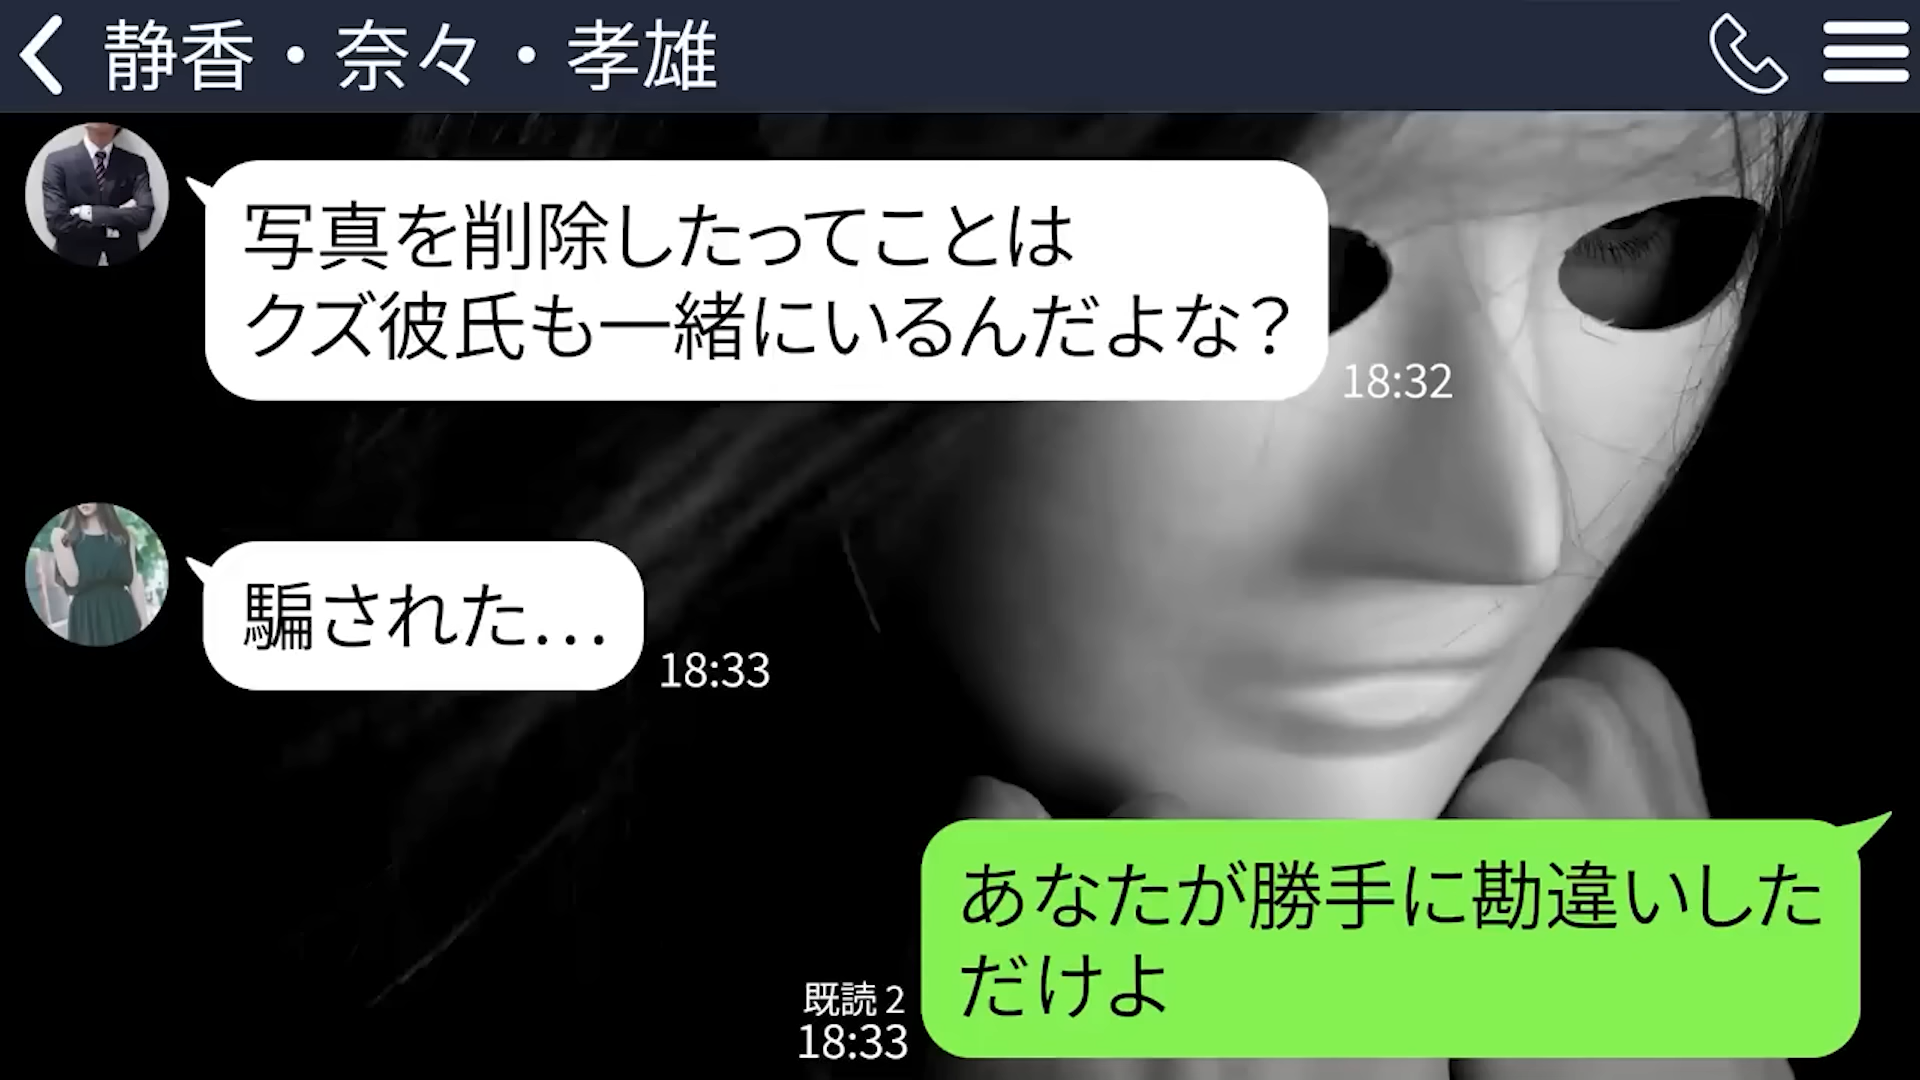 静香・奈々・孝雄
写真を削除したってことは
クズ彼氏も一緒にいるんだよな?
18:32
騙された...
18:33
あなたが勝手に勘違いした
だけよ
既読 2
18:33